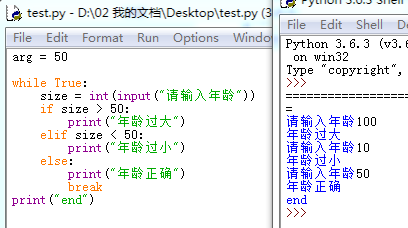 test.py - D:\02 我的文档\Desktop\test.py (3
File Edit Format Run Options Window
arg = 50
while True:
size = int(input("请输入年龄"))
if size > 50:
print("年龄过大")
elif size < 50:
print("年龄过小")
else:
print("年龄正确")
break
print("end")
Python 3.6.3 Shell
File Edit Shell De
Python 3.6.3 (v3.6
on win32
Type "copyright",
>>>
====================
=
请输入年龄100
年龄过大
请输入年龄10
年龄过小
请输入年龄50
年龄正确
end
>>>